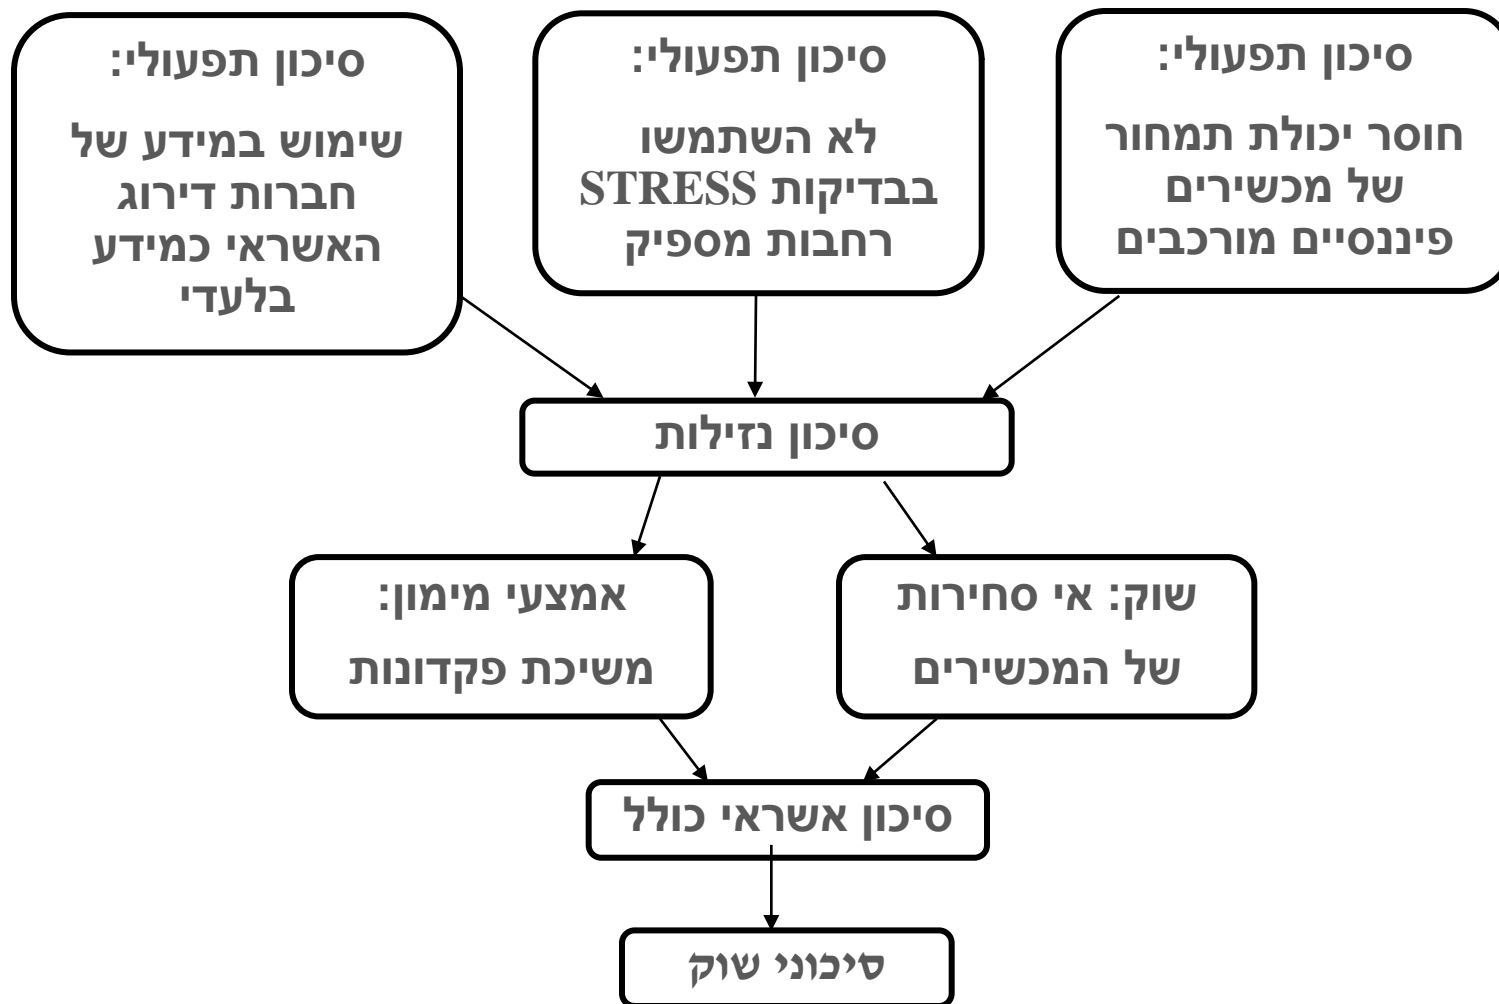 סיכון תפעולי:
חוסר יכולת תמחור
של מכשירים
פיננסיים מורכבים
סיכון תפעולי:
לא השתמשו
בבדיקות STRESS
רחבות מספיק
סיכון תפעולי:
שימוש במידע של
חברות דירוג
האשראי כמידע
בלעדי
סיכון נזילות
שוק: אי סחירות
של המכשירים
אמצעי מימון:
משיכת פקדונות
סיכון אשראי כולל
סיכוני שוק